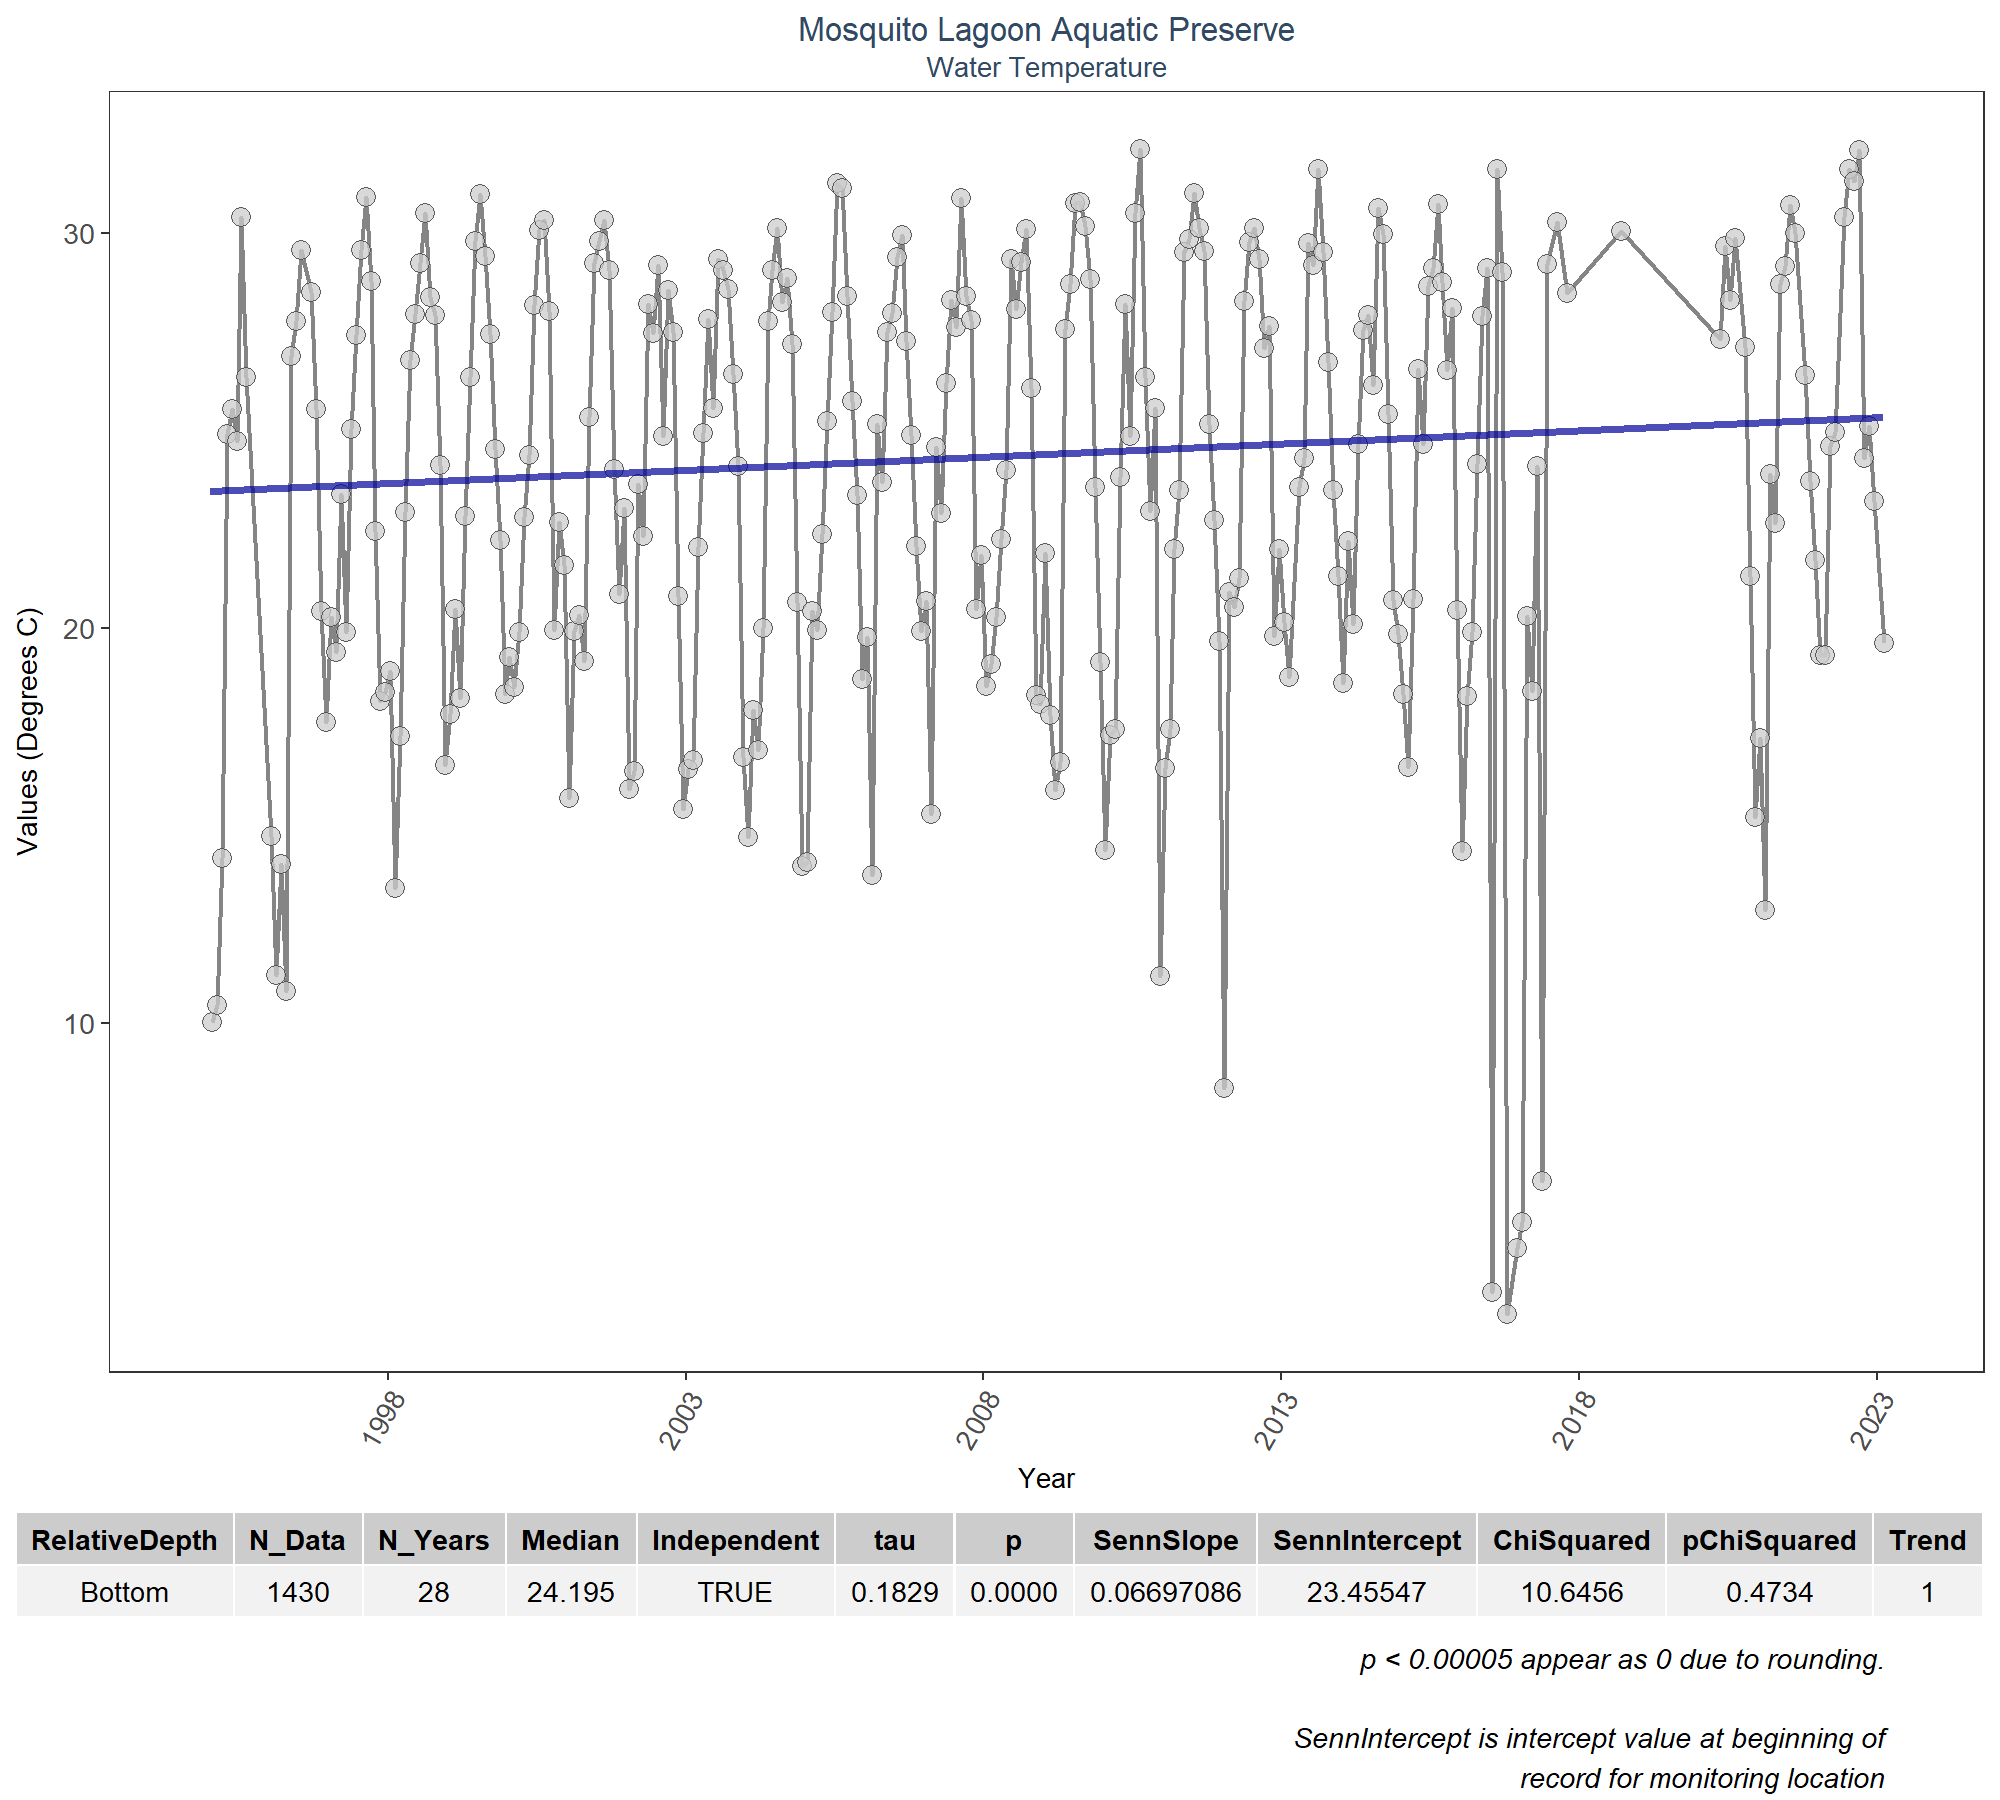 Mosquito Lagoon Aquatic Preserve
Water Temperature
Values (Degrees C)
30
20
10
1998 2003 2008 2013 2018 2023
Year
RelativeDepth N_Data N_Years Median Independent tau p SennSlope SennIntercept ChiSquared pChiSquared Trend
Bottom 1430 28 24.195 TRUE 0.1829 0.0000 0.06697086 23.45547 10.6456 0.4734 1
p < 0.00005 appear as 0 due to rounding.
SennIntercept is intercept value at beginning of
record for monitoring location